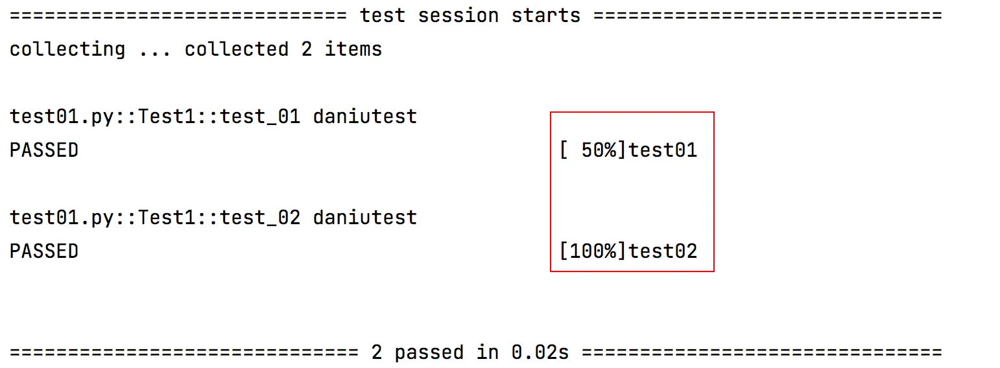 ============================= test session starts ==============================
collecting ... collected 2 items
test01.py::Test1::test_01 daniutest
PASSED [ 50%]test01
test01.py::Test1::test_02 daniutest
PASSED [100%]test02
============================== 2 passed in 0.02s ===============================